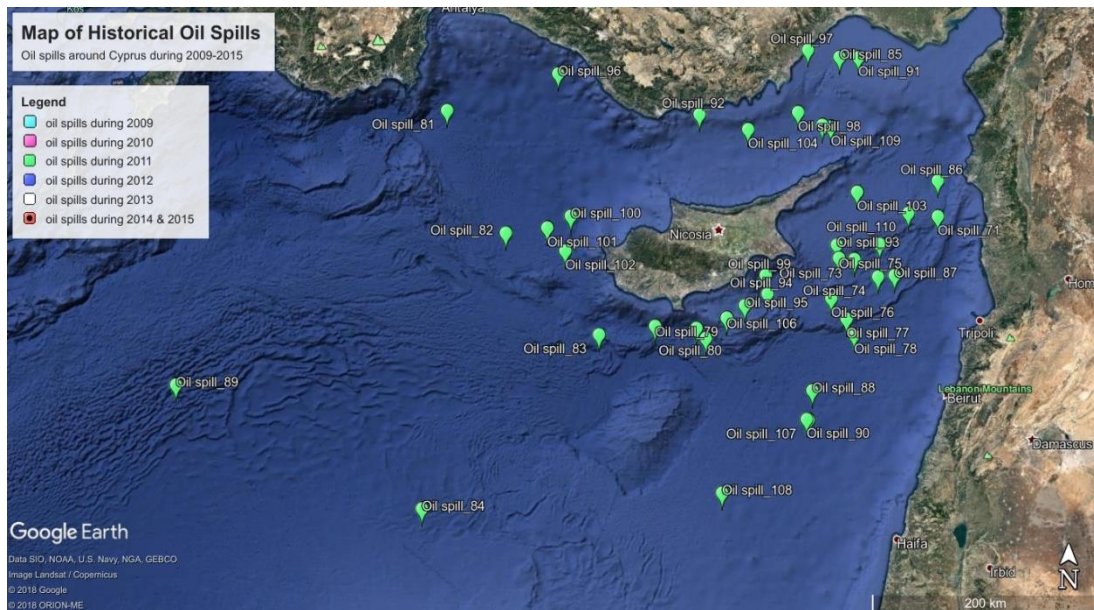 Map of Historical Oil Spills
Oil spills around Cyprus during 2009-2015
Legend
oil spills during 2009
oil spills during 2010
oil spills during 2011
oil spills during 2012
oil spills during 2013
oil spills during 2014 & 2015
Antalya
Oil spill_97
Oil spill_85
Oil spill_91
Oil spill_96
Oil spill_92
Oil spill_81
Oil spill_98
Oil spill_104
Oil spill_109
Oil spill_86
Oil spill_103
Oil spill_100
Oil spill_110
Oil spill_71
Oil spill_82
Nicosia
Oil spill_101
Oil spill_93
Oil spill_102
Oil spill_99
Oil spill_75
Oil spill_73
Oil spill_87
Oil spill_94
Oil spill_74
Hom
Oil spill_95
Oil spill_76
Oil spill_106
Oil spill_79
Oil spill_77
Tripoli
Oil spill_83
Oil spill_80
Oil spill_78
Oil spill_89
Oil spill_88
Lebanon Mountains
Beirut
Oil spill_107
Oil spill_90
Damascus
Oil spill_108
Oil spill_84
Google Earth
Haifa
Data SIO, NOAA, U.S. Navy, NGA, GEBCO
Image Landsat / Copernicus
© 2018 Google
© 2018 ORION-ME
Irbid
N
200 km